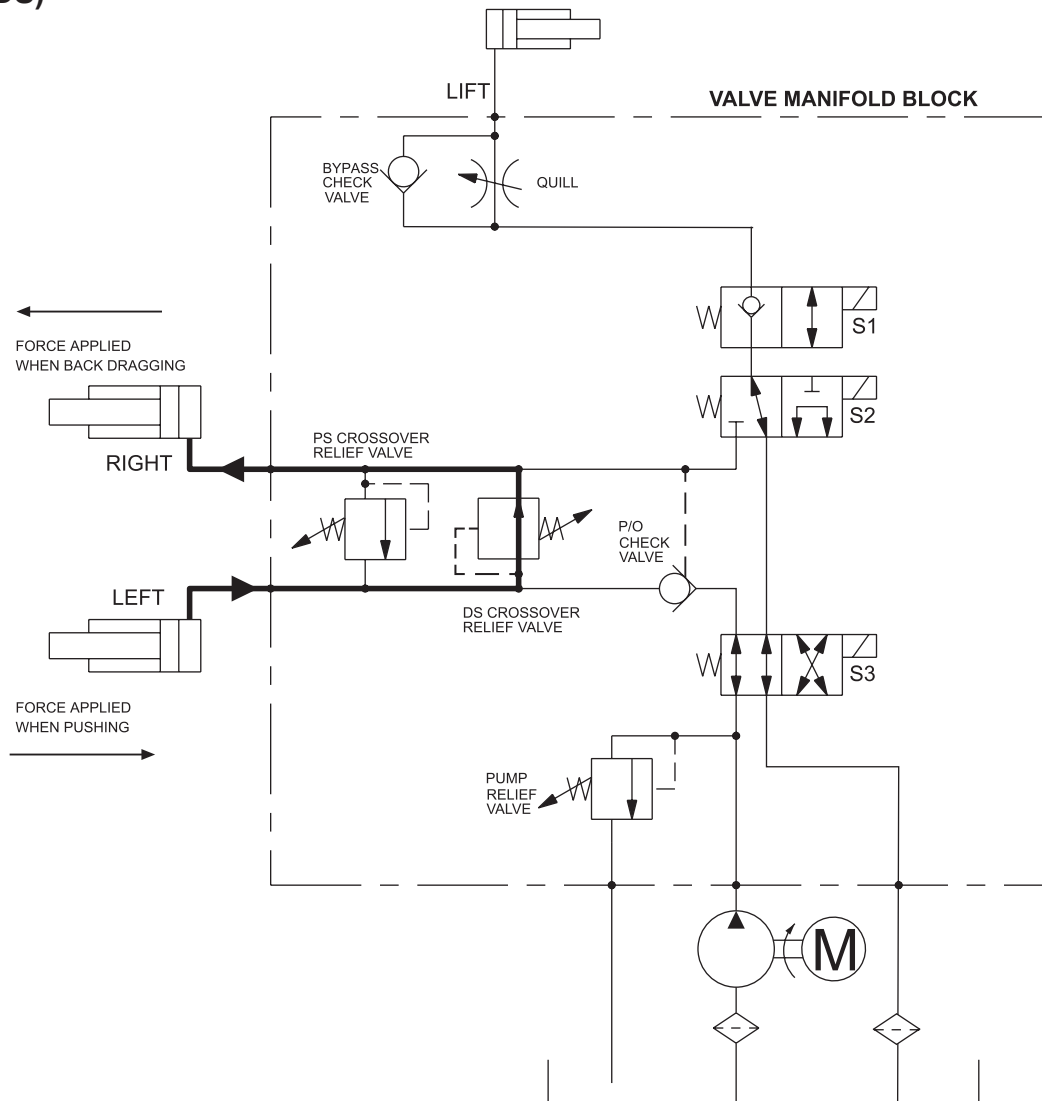 LIFT
VALVE MANIFOLD BLOCK
BYPASS
CHECK
VALVE
QUILL
S1
FORCE APPLIED
WHEN BACK DRAGGING
S2
PS CROSSOVER
RELIEF VALVE
RIGHT
P/O
CHECK
VALVE
LEFT
DS CROSSOVER
RELIEF VALVE
S3
FORCE APPLIED
WHEN PUSHING
PUMP
RELIEF
VALVE
M